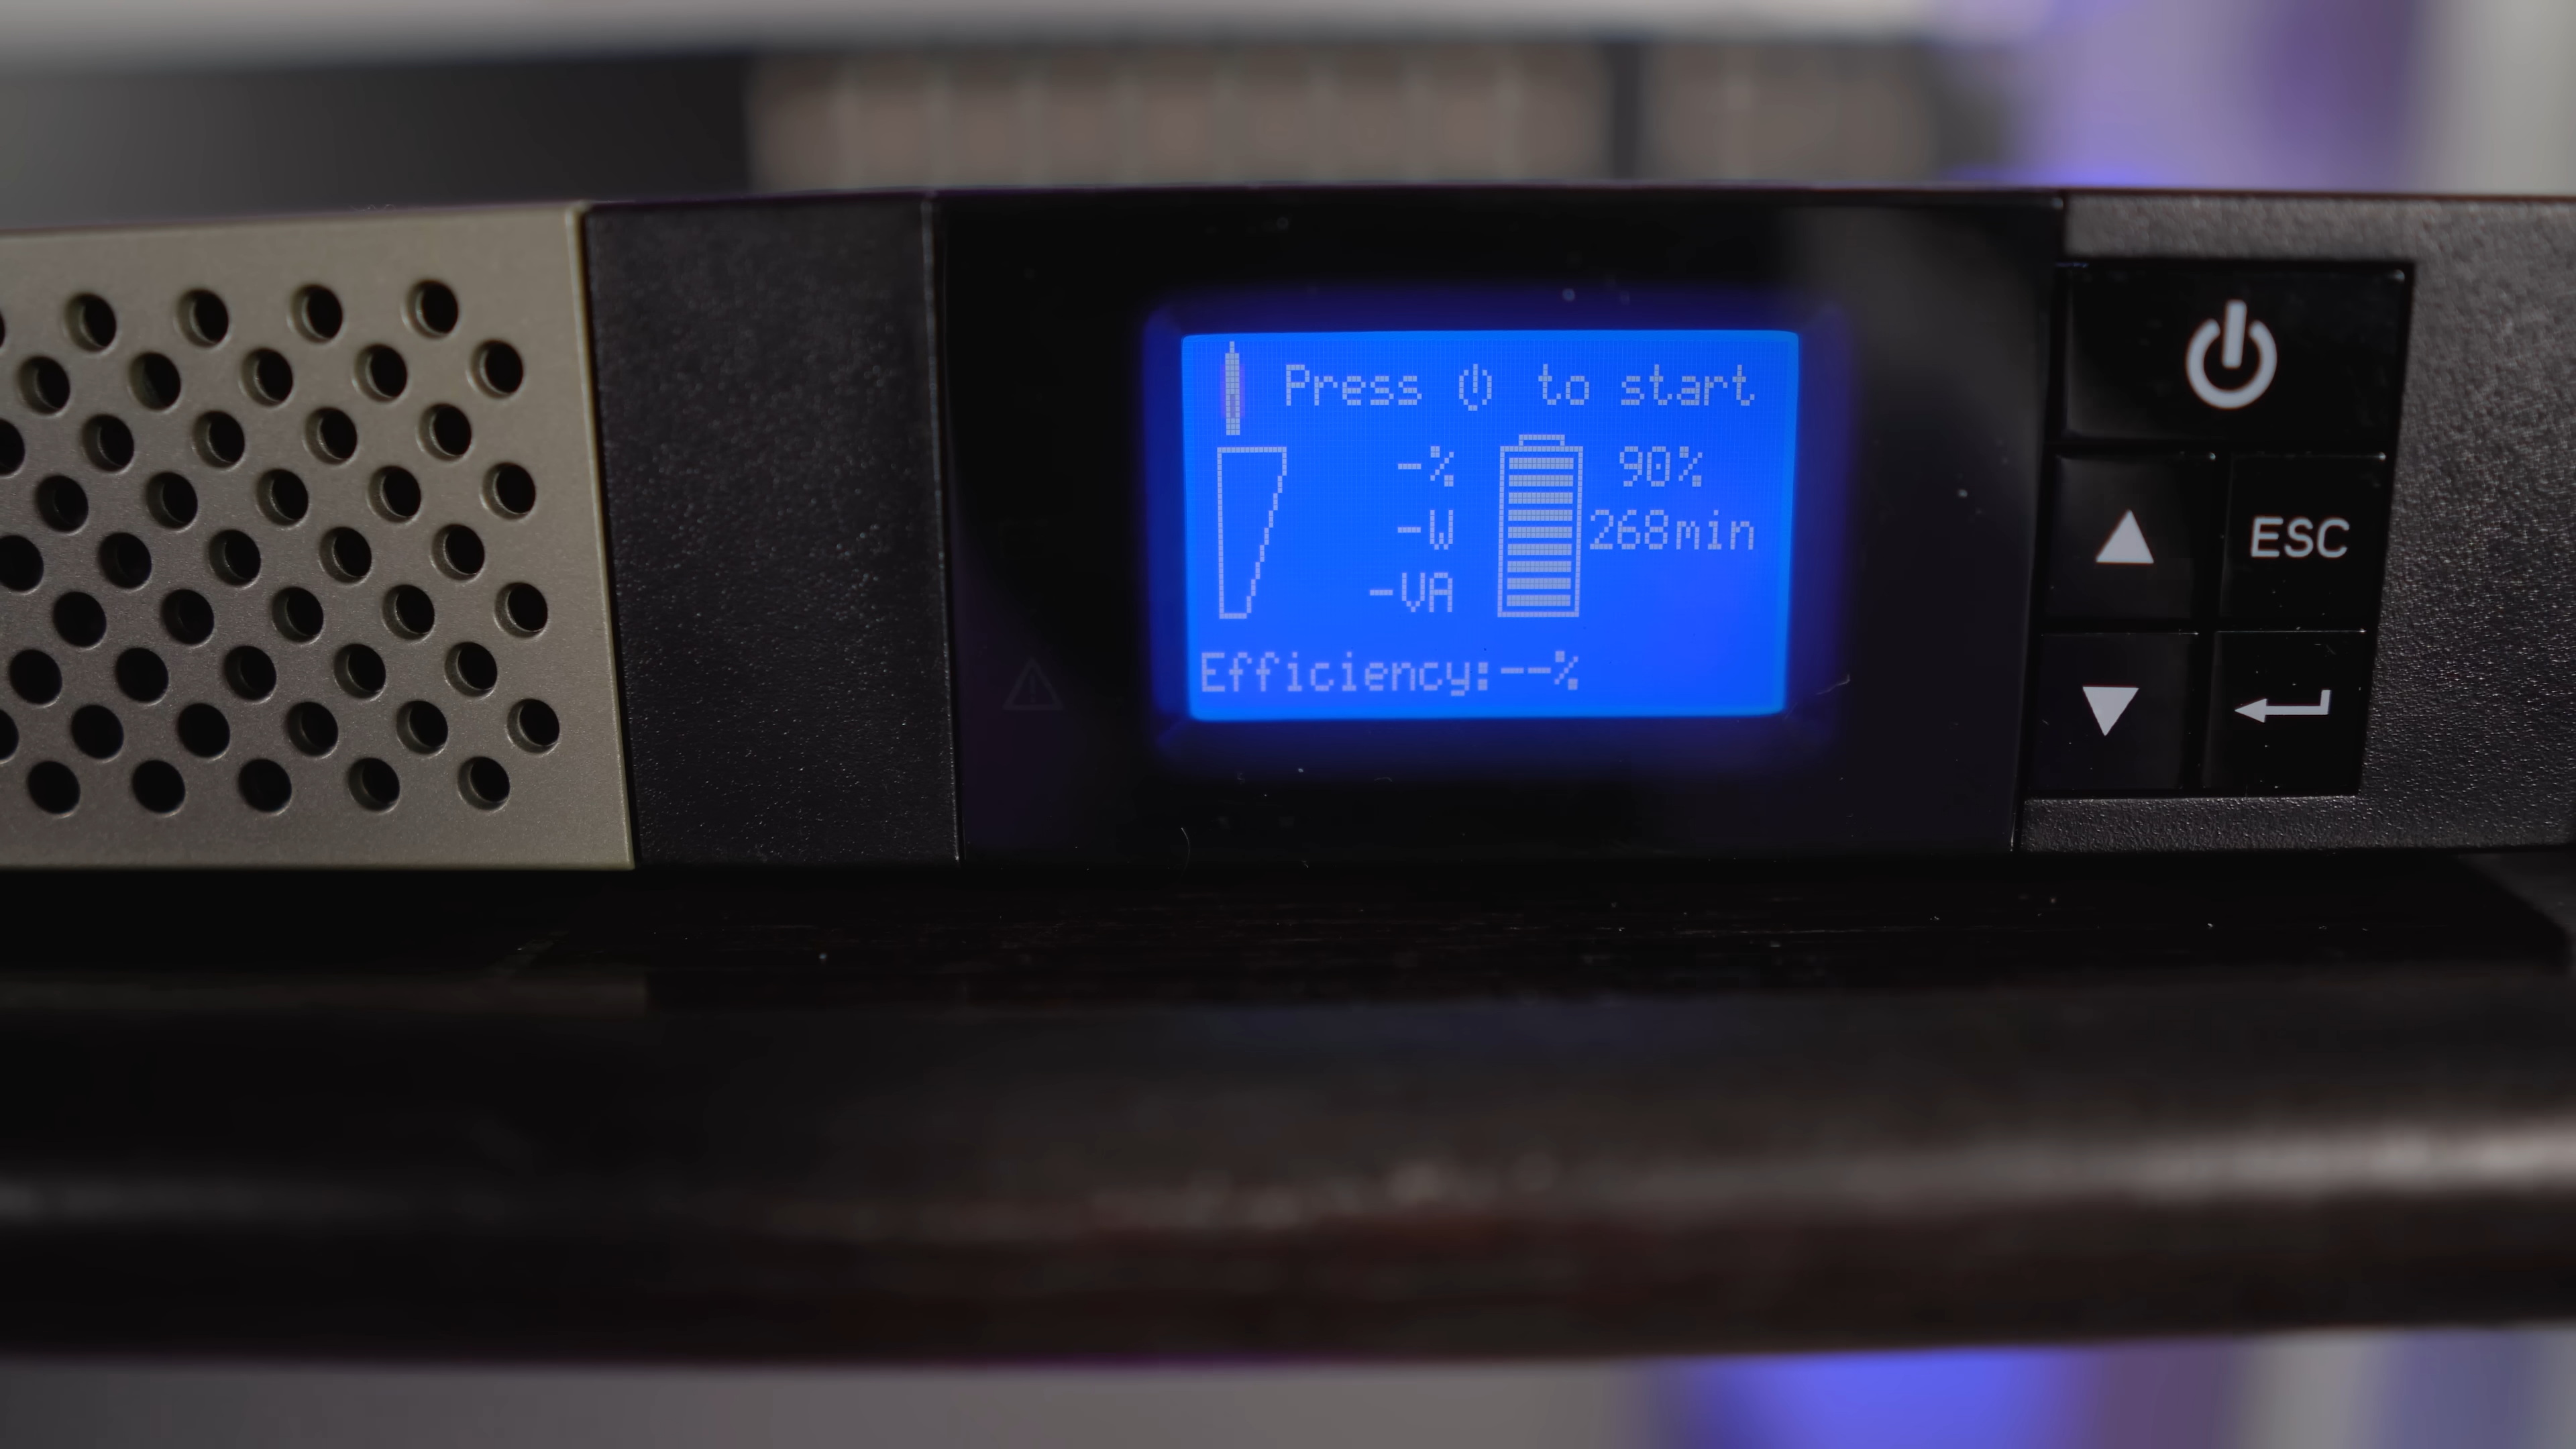 Press ⏻ to start
-% 90%
-W 268min
-VA
Efficiency:--%
ESC